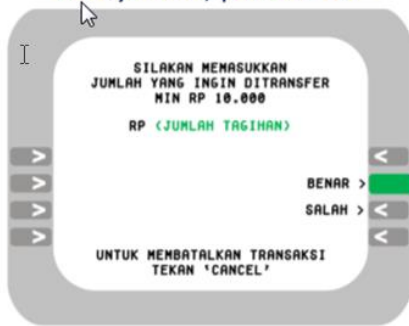 SILAKAN MEMASUKKAN
JUMLAH YANG INGIN DITRANSFER
MIN RP 10.000
RP (JUMLAH TAGIHAN)
> <
> BENAR >
> SALAH > <
> <
UNTUK MEMBATALKAN TRANSAKSI
TEKAN 'CANCEL'